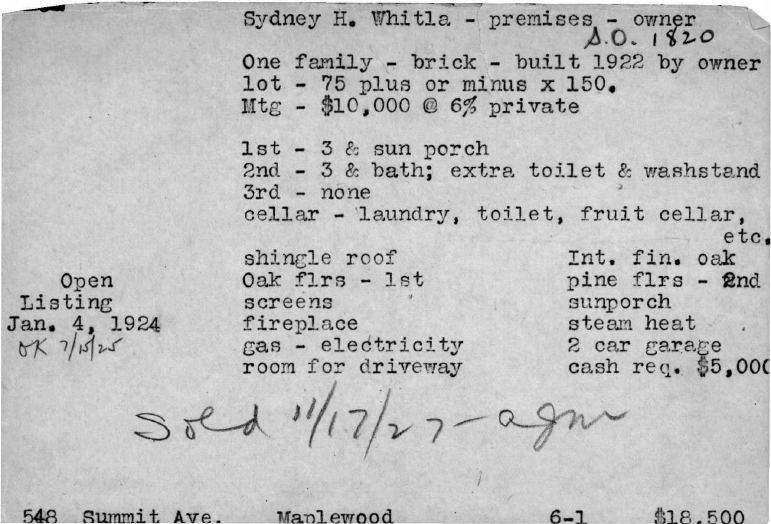 Sydney H. Whitla - premises - owner
S.O. 1820
One family - brick - built 1922 by owner
lot - 75 plus or minus x 150.
Mtg - $10,000 @ 6% private
1st - 3 & sun porch
2nd - 3 & bath; extra toilet & washstand
3rd - none
cellar - laundry, toilet, fruit cellar,
etc.
shingle roof Int. fin. oak
Open Oak flrs - 1st pine flrs - 2nd
Listing screens sunporch
Jan. 4, 1924 fireplace steam heat
OK 7/15/25 gas - electricity 2 car garage
room for driveway cash req. $5,000
Sold 11/17/27 - agm
548 Summit Ave. Maplewood 6-1 $18,500